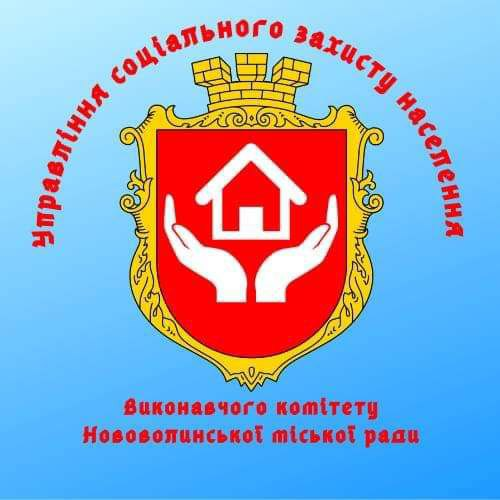 Управління соціального захисту населення
Виконавчого комітету
Нововолинської міської ради